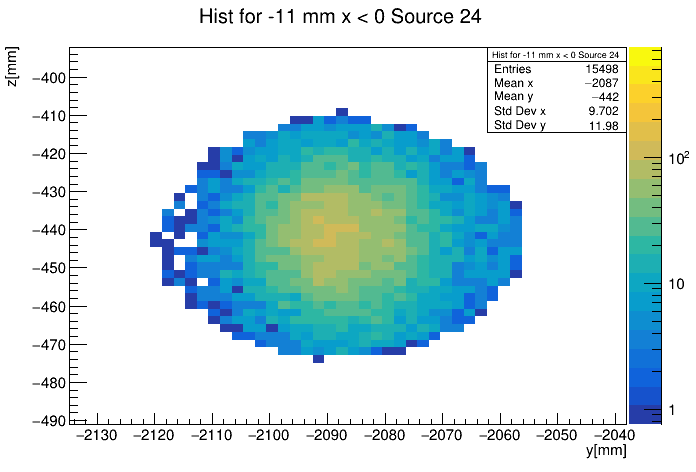 Hist for -11 mm x < 0 Source 24
z[mm]
Hist for -11 mm x < 0 Source 24
Entries 15498
Mean x −2087
Mean y −442
Std Dev x 9.702
Std Dev y 11.98
−400
−410
−420
−430
−440
−450
−460
−470
−480
−490
10²
10
1
−2130 −2120 −2110 −2100 −2090 −2080 −2070 −2060 −2050 −2040
y[mm]